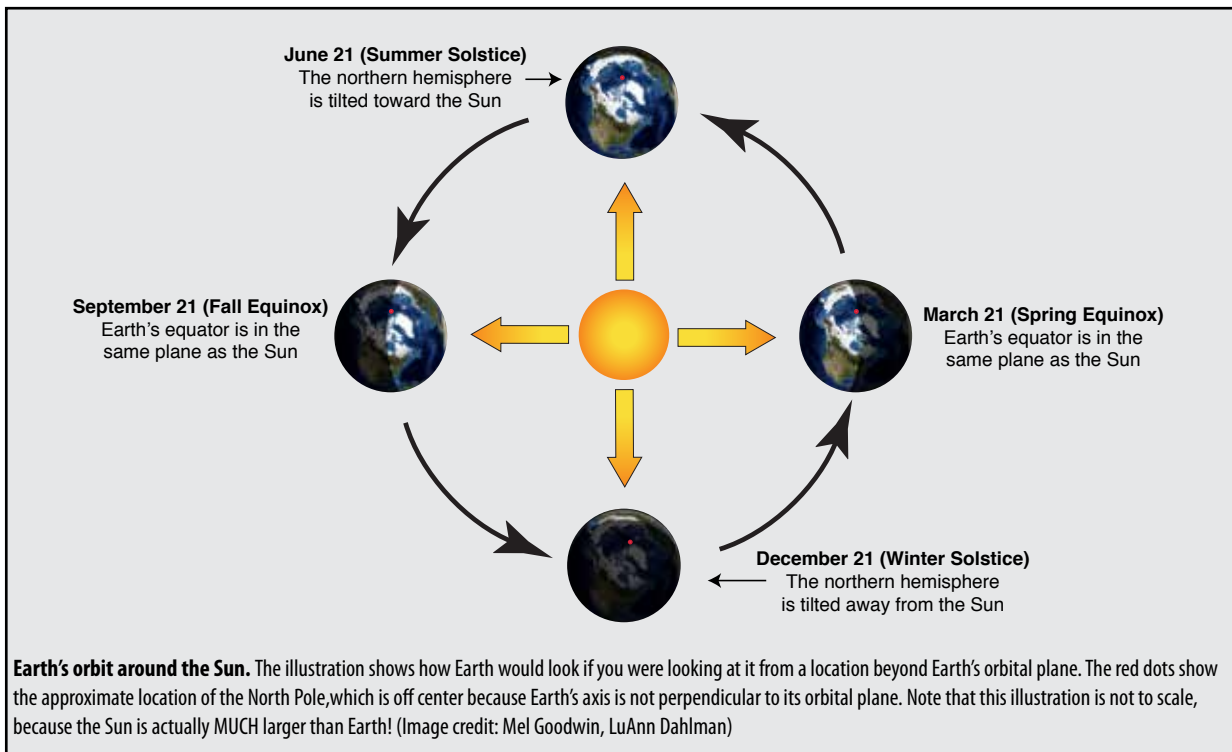 June 21 (Summer Solstice)
The northern hemisphere
is tilted toward the Sun
September 21 (Fall Equinox)
Earth’s equator is in the
same plane as the Sun
March 21 (Spring Equinox)
Earth’s equator is in the
same plane as the Sun
December 21 (Winter Solstice)
The northern hemisphere
is tilted away from the Sun
Earth’s orbit around the Sun. The illustration shows how Earth would look if you were looking at it from a location beyond Earth’s orbital plane. The red dots show
the approximate location of the North Pole,which is off center because Earth’s axis is not perpendicular to its orbital plane. Note that this illustration is not to scale,
because the Sun is actually MUCH larger than Earth! (Image credit: Mel Goodwin, LuAnn Dahlman)